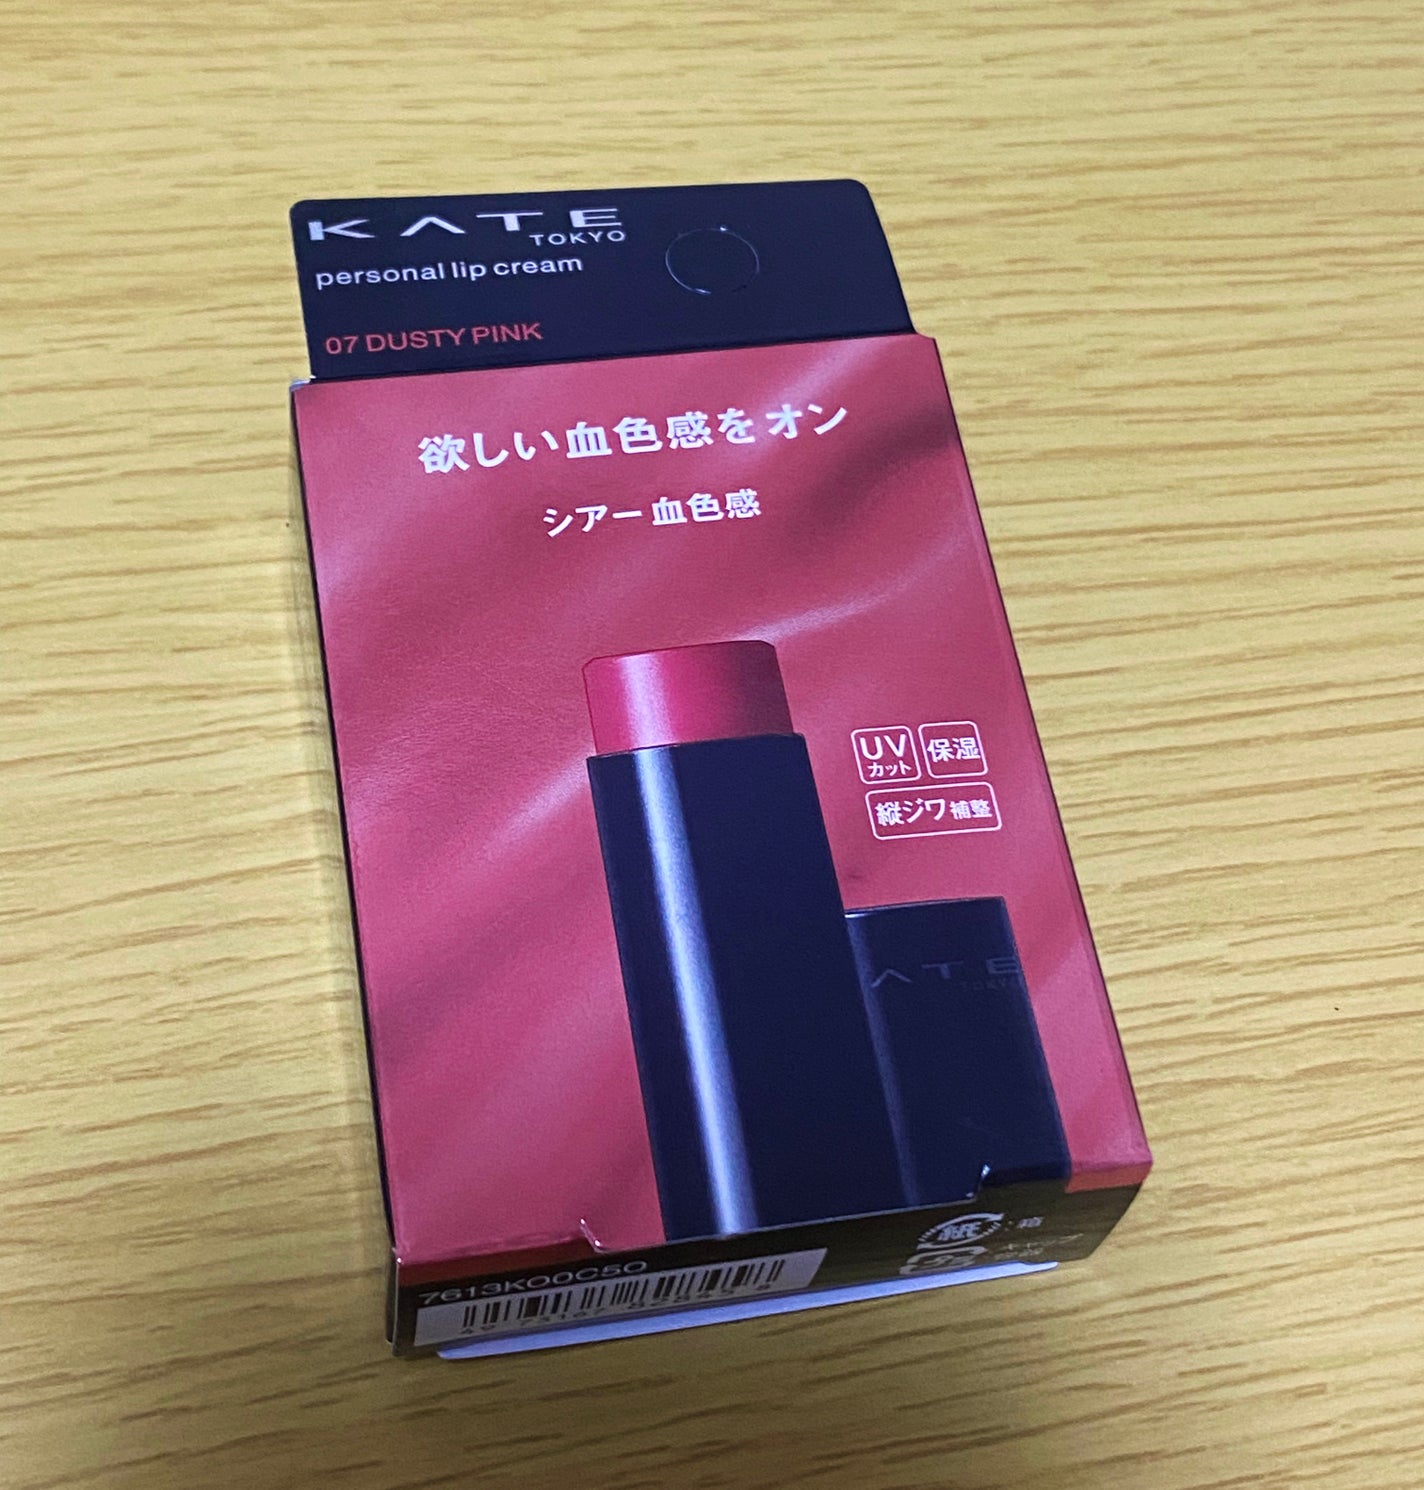 KATE
TOKYO
personal lip cream
07 DUSTY PINK
欲しい血色感をオン
シアー血色感
UV
カット
保湿
縦ジワ補整
ATE
TOKYO
紙
:箱
7613K00C50